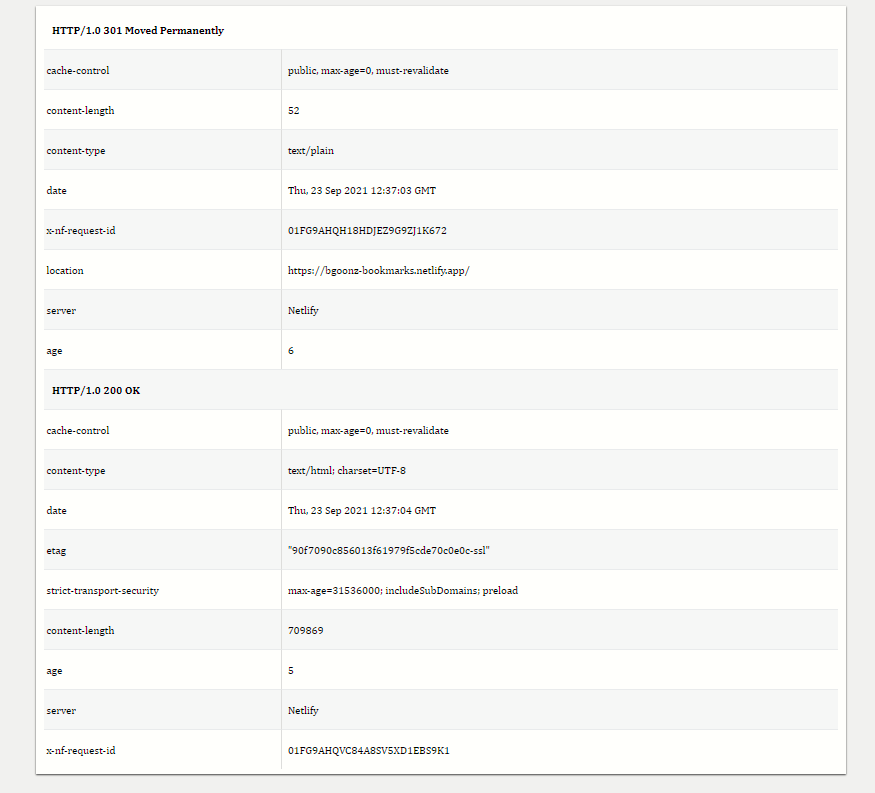 HTTP/1.0 301 Moved Permanently
cache-control public, max-age=0, must-revalidate
content-length 52
content-type text/plain
date Thu, 23 Sep 2021 12:37:03 GMT
x-nf-request-id 01FG9AHQH18HDJEZ9G9ZJ1K672
location https://bgoonz-bookmarks.netlify.app/
server Netlify
age 6
HTTP/1.0 200 OK
cache-control public, max-age=0, must-revalidate
content-type text/html; charset=UTF-8
date Thu, 23 Sep 2021 12:37:04 GMT
etag "90f7090c856013f61979f5cde70c0e0c-ssl"
strict-transport-security max-age=31536000; includeSubDomains; preload
content-length 709869
age 5
server Netlify
x-nf-request-id 01FG9AHQVC84A8SV5XD1EBS9K1